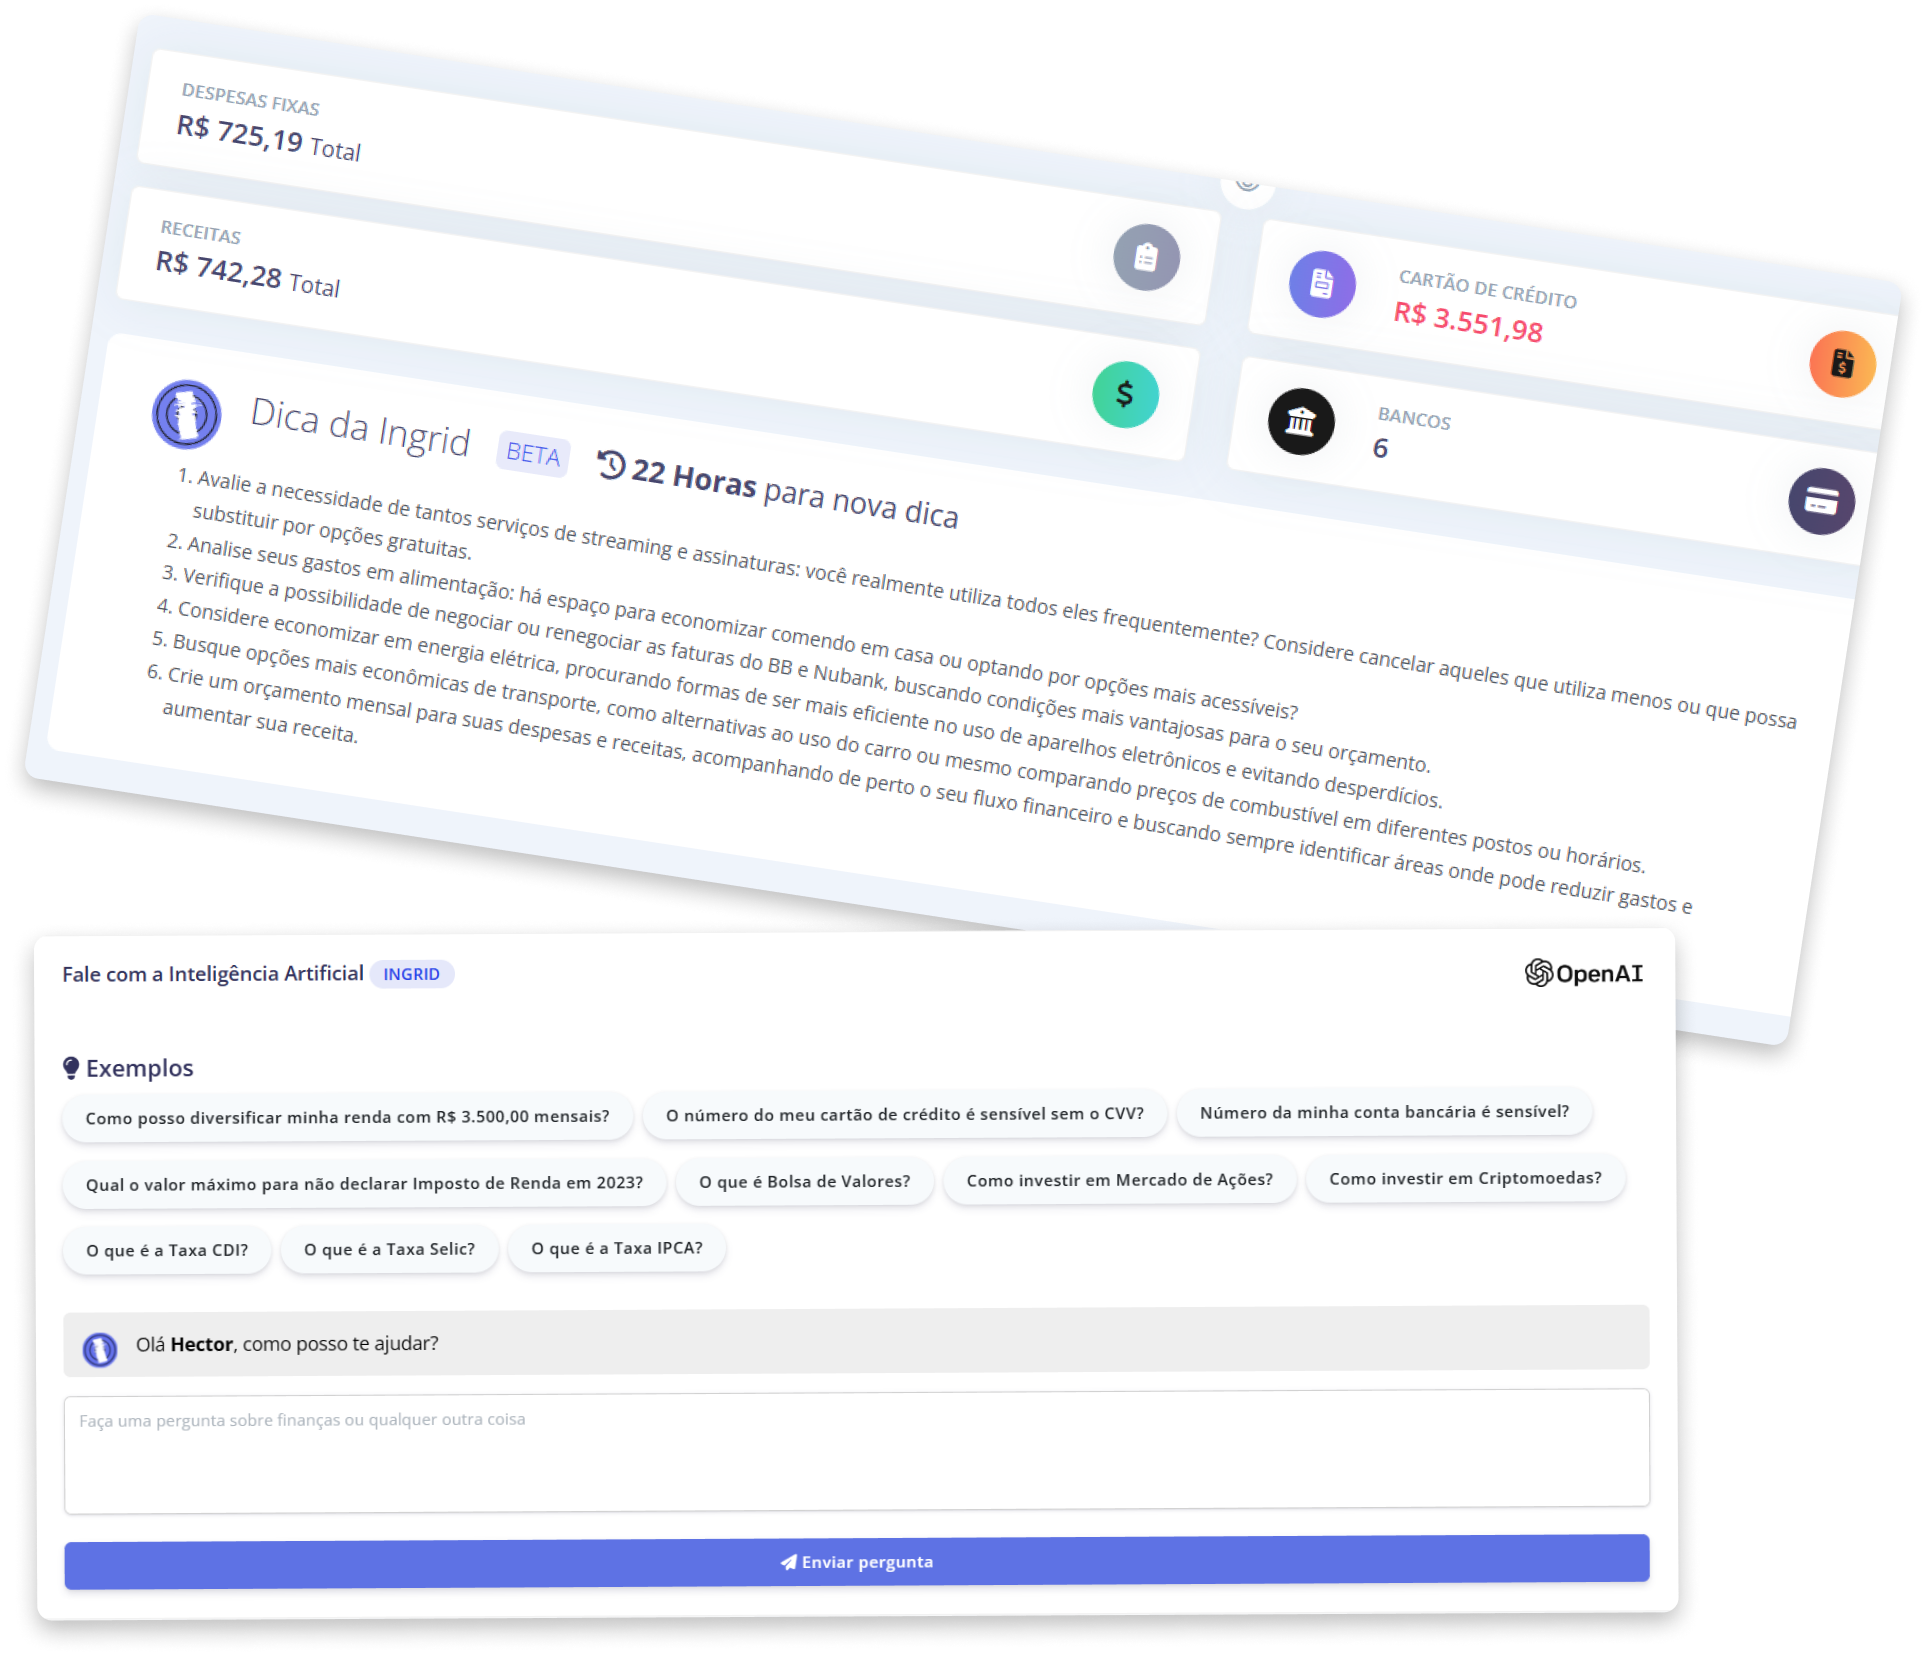 DESPESAS FIXAS
R$ 725,19 Total
RECEITAS
R$ 742,28 Total
CARTÃO DE CRÉDITO
R$ 3.551,98
BANCOS
6
Dica da Ingrid BETA 22 Horas para nova dica
1. Avalie a necessidade de tantos serviços de streaming e assinaturas: você realmente utiliza todos eles frequentemente? Considere cancelar aqueles que utiliza menos ou que possa
substituir por opções gratuitas.
2. Analise seus gastos em alimentação: há espaço para economizar comendo em casa ou optando por opções mais acessíveis?
3. Verifique a possibilidade de negociar ou renegociar as faturas do BB e Nubank, buscando condições mais vantajosas para o seu orçamento.
4. Considere economizar em energia elétrica, procurando formas de ser mais eficiente no uso de aparelhos eletrônicos e evitando desperdícios.
5. Busque opções mais econômicas de transporte, como alternativas ao uso do carro ou mesmo comparando preços de combustível em diferentes postos ou horários.
6. Crie um orçamento mensal para suas despesas e receitas, acompanhando de perto o seu fluxo financeiro e buscando sempre identificar áreas onde pode reduzir gastos e
aumentar sua receita.
Fale com a Inteligência Artificial INGRID
OpenAI
Exemplos
Como posso diversificar minha renda com R$ 3.500,00 mensais?
O número do meu cartão de crédito é sensível sem o CVV?
Número da minha conta bancária é sensível?
Qual o valor máximo para não declarar Imposto de Renda em 2023?
O que é Bolsa de Valores?
Como investir em Mercado de Ações?
Como investir em Criptomoedas?
O que é a Taxa CDI?
O que é a Taxa Selic?
O que é a Taxa IPCA?
Olá Hector, como posso te ajudar?
Faça uma pergunta sobre finanças ou qualquer outra coisa
Enviar pergunta